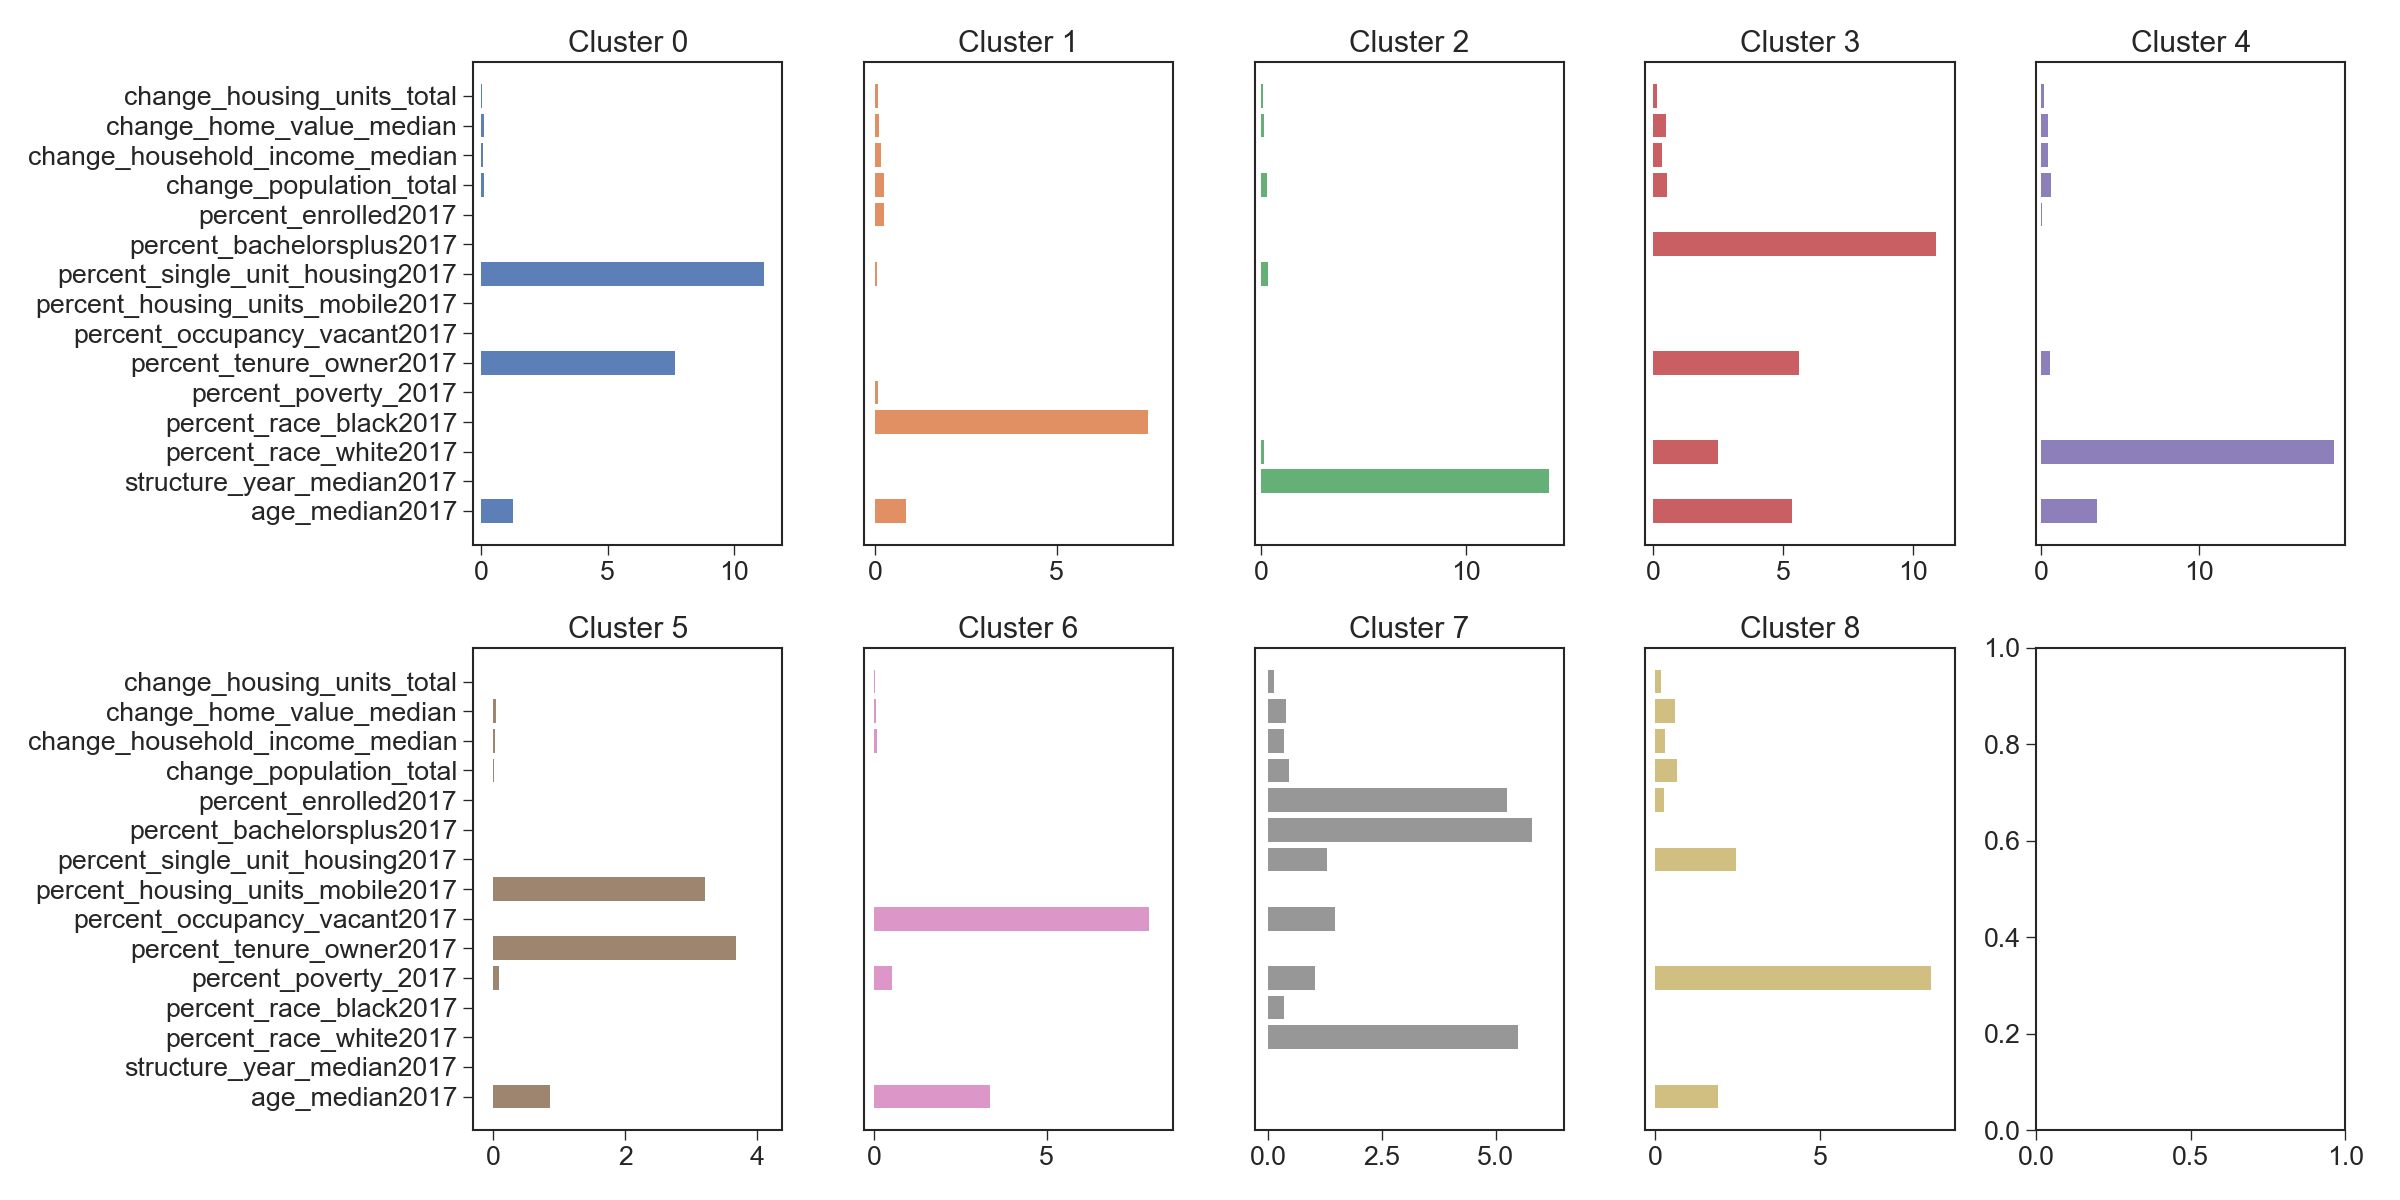 Cluster 0
Cluster 1
Cluster 2
Cluster 3
Cluster 4
change_housing_units_total
change_home_value_median
change_household_income_median
change_population_total
percent_enrolled2017
percent_bachelorsplus2017
percent_single_unit_housing2017
percent_housing_units_mobile2017
percent_occupancy_vacant2017
percent_tenure_owner2017
percent_poverty_2017
percent_race_black2017
percent_race_white2017
structure_year_median2017
age_median2017
0 5 10
0 5
0 10
0 5 10
0 10
Cluster 5
Cluster 6
Cluster 7
Cluster 8
change_housing_units_total
change_home_value_median
change_household_income_median
change_population_total
percent_enrolled2017
percent_bachelorsplus2017
percent_single_unit_housing2017
percent_housing_units_mobile2017
percent_occupancy_vacant2017
percent_tenure_owner2017
percent_poverty_2017
percent_race_black2017
percent_race_white2017
structure_year_median2017
age_median2017
0 2 4
0 5
0.0 2.5 5.0
0 5
1.0
0.8
0.6
0.4
0.2
0.0
0.0 0.5 1.0